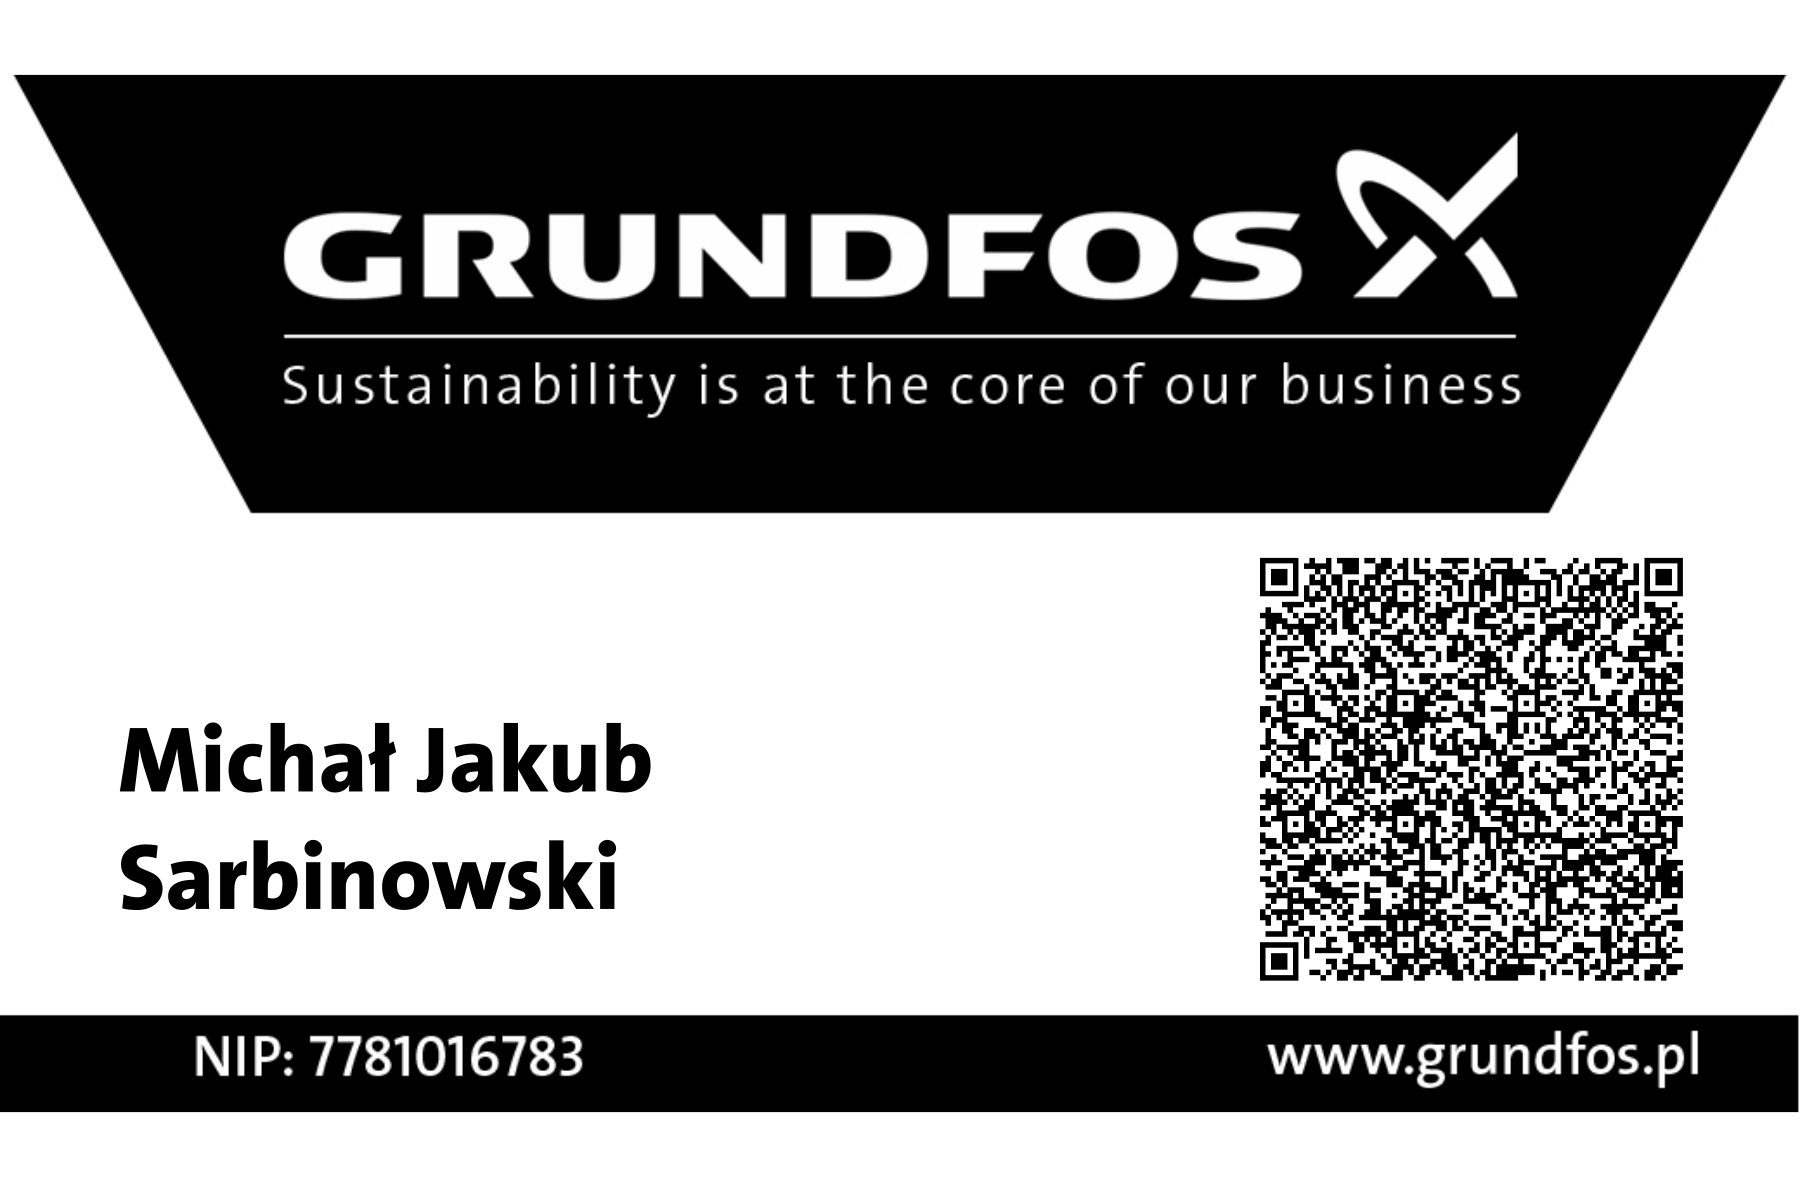 GRUNDFOS
Sustainability is at the core of our business
Michał Jakub
Sarbinowski
NIP: 7781016783
www.grundfos.pl